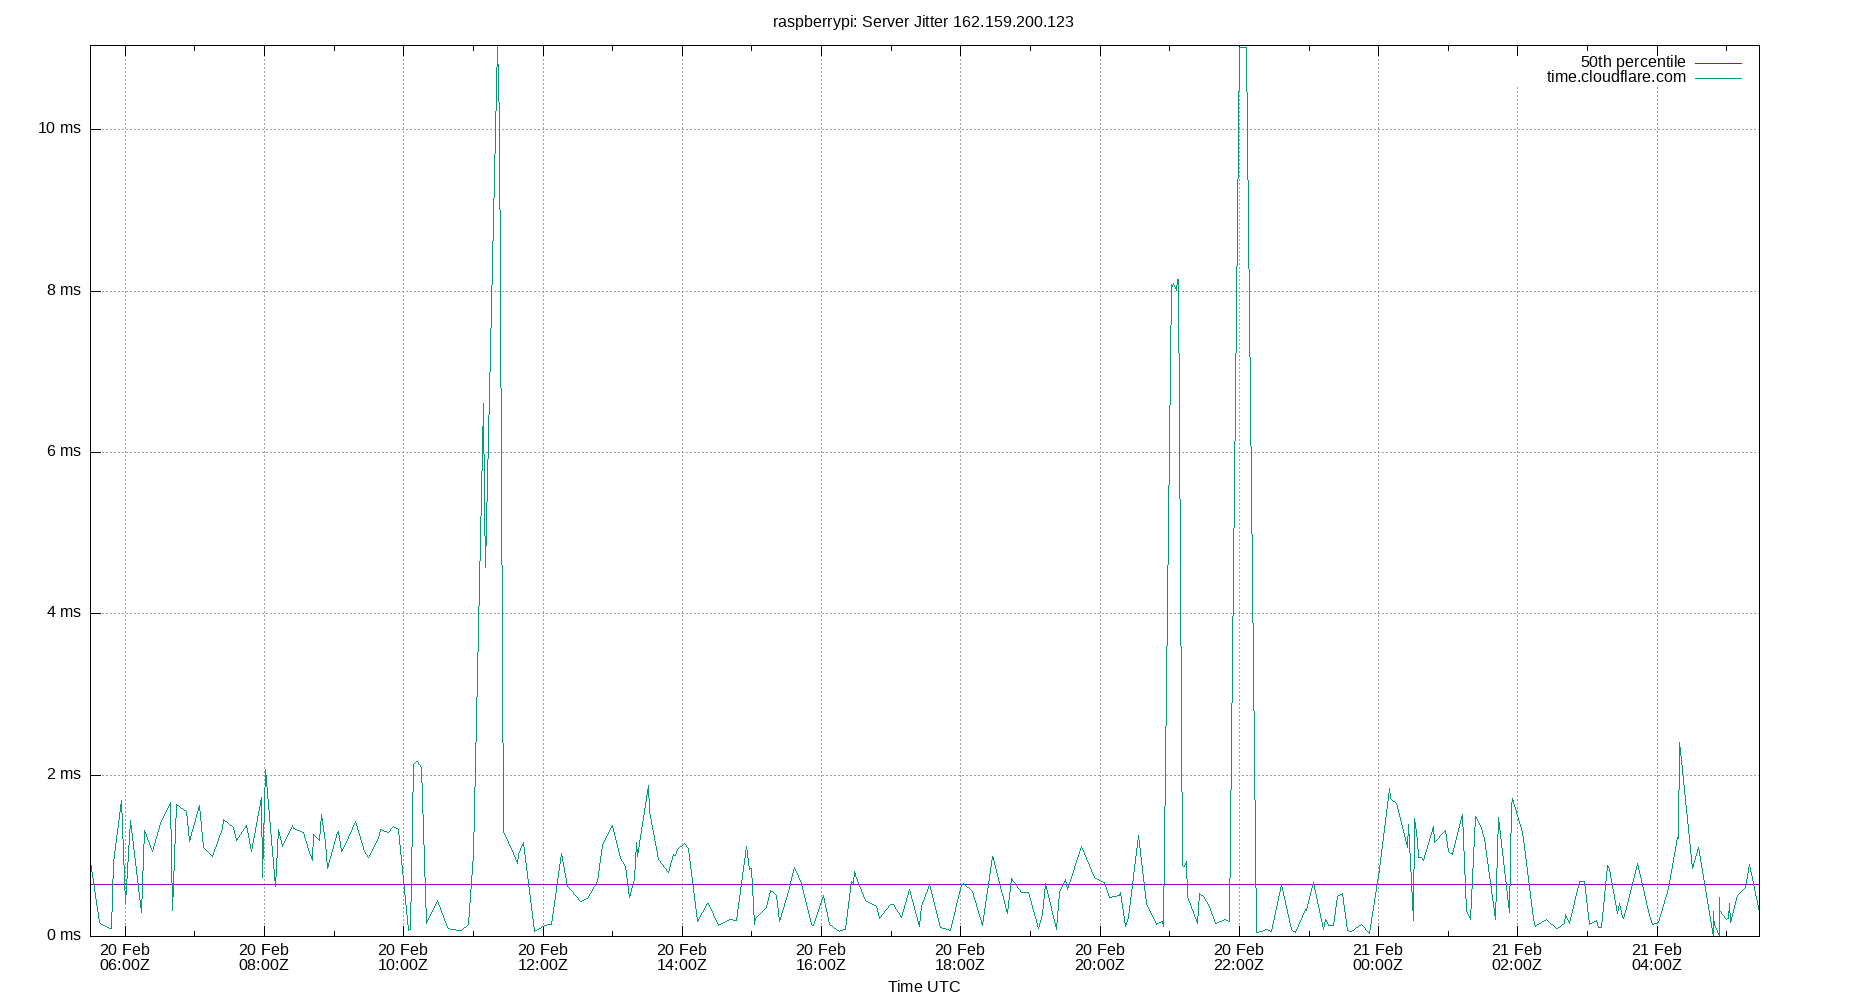 raspberrypi: Server Jitter 162.159.200.123
50th percentile
time.cloudflare.com
10 ms
8 ms
6 ms
4 ms
2 ms
0 ms
20 Feb 20 Feb 20 Feb 20 Feb 20 Feb 20 Feb 20 Feb 20 Feb 20 Feb 21 Feb 21 Feb 21 Feb
06:00Z 08:00Z 10:00Z 12:00Z 14:00Z 16:00Z 18:00Z 20:00Z 22:00Z 00:00Z 02:00Z 04:00Z
Time UTC